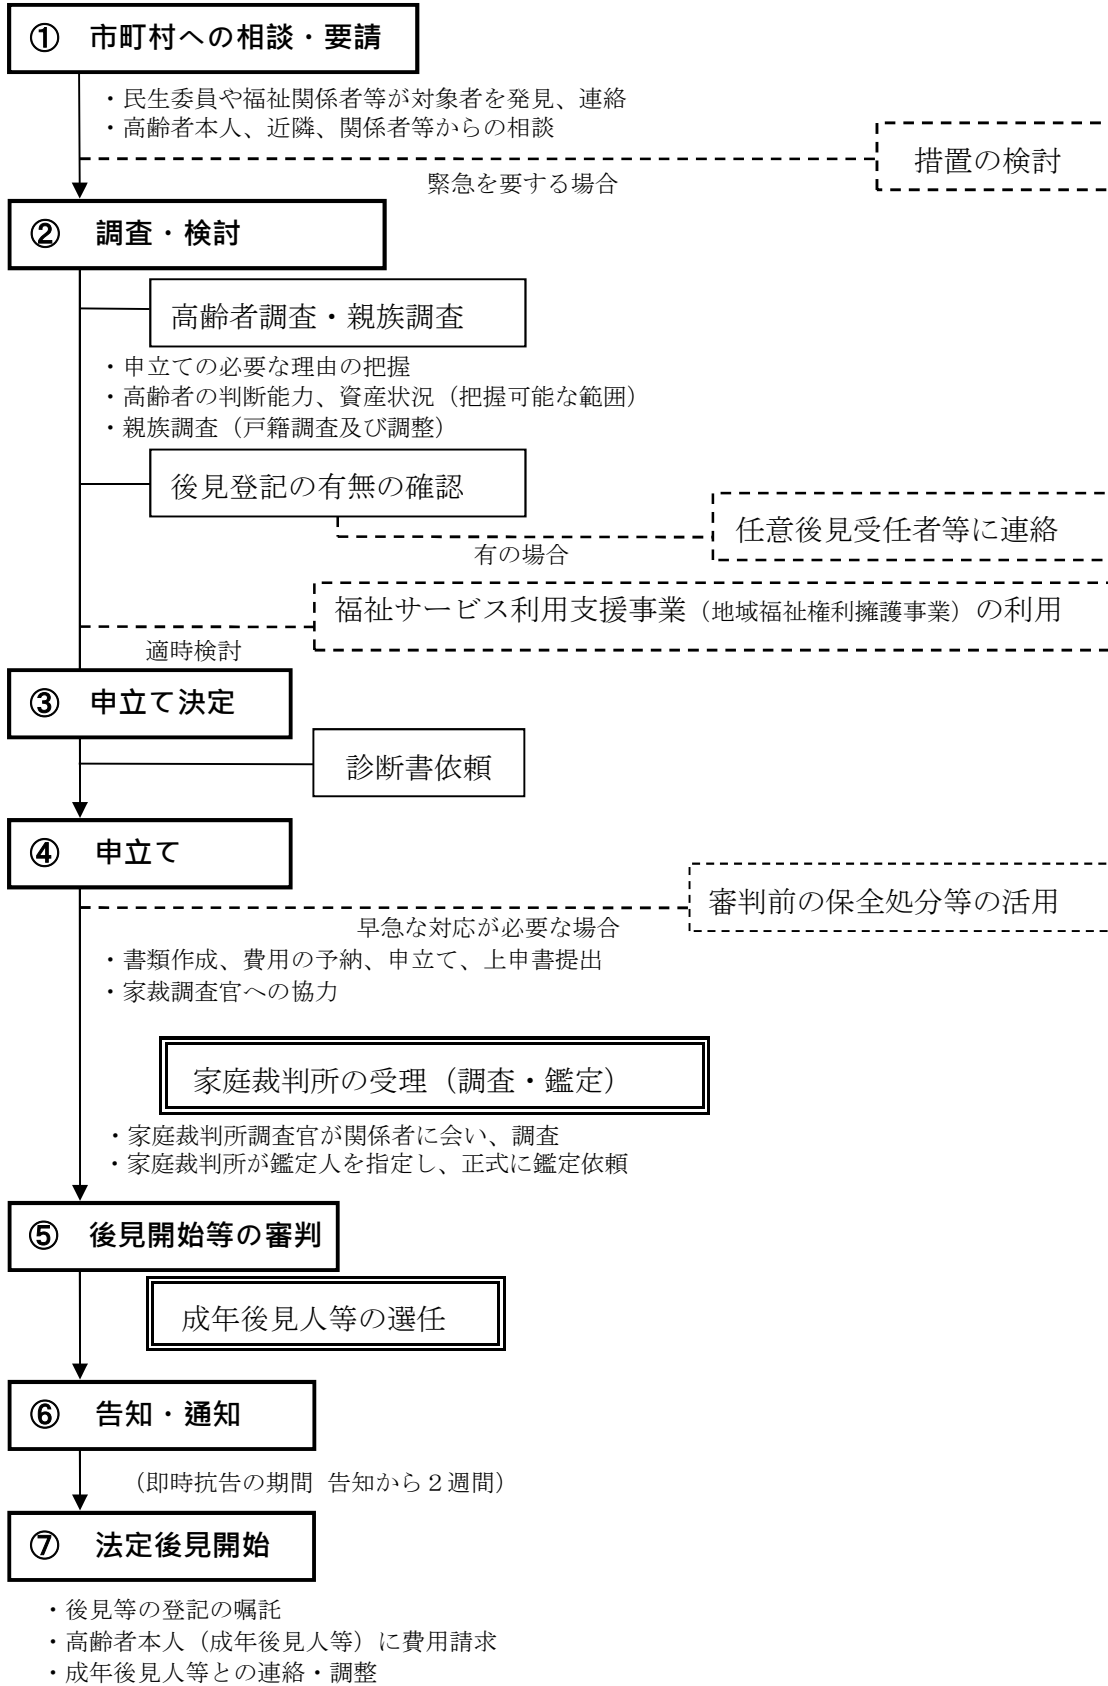 ① 市町村への相談・要請
・民生委員や福祉関係者等が対象者を発見、連絡
・高齢者本人、近隣、関係者等からの相談
措置の検討
緊急を要する場合
② 調査・検討
高齢者調査・親族調査
・申立ての必要な理由の把握
・高齢者の判断能力、資産状況（把握可能な範囲）
・親族調査（戸籍調査及び調整）
後見登記の有無の確認
任意後見受任者等に連絡
有の場合
福祉サービス利用支援事業（地域福祉権利擁護事業）の利用
適時検討
③ 申立て決定
診断書依頼
④ 申立て
審判前の保全処分等の活用
早急な対応が必要な場合
・書類作成、費用の予納、申立て、上申書提出
・家裁調査官への協力
家庭裁判所の受理（調査・鑑定）
・家庭裁判所調査官が関係者に会い、調査
・家庭裁判所が鑑定人を指定し、正式に鑑定依頼
⑤ 後見開始等の審判
成年後見人等の選任
⑥ 告知・通知
（即時抗告の期間 告知から２週間）
⑦ 法定後見開始
・後見等の登記の嘱託
・高齢者本人（成年後見人等）に費用請求
・成年後見人等との連絡・調整